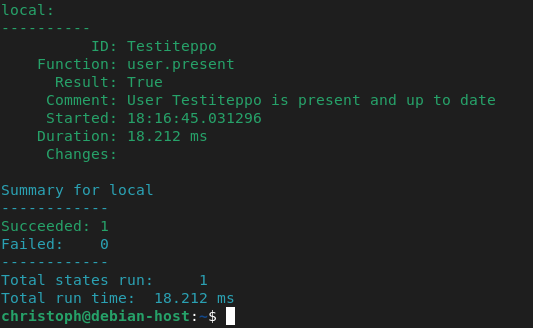 local:
----------
          ID: Testiteppo
    Function: user.present
      Result: True
     Comment: User Testiteppo is present and up to date
     Started: 18:16:45.031296
    Duration: 18.212 ms
     Changes:

Summary for local
------------
Succeeded: 1
Failed:    0
------------
Total states run:     1
Total run time:  18.212 ms
christoph@debian-host:~$